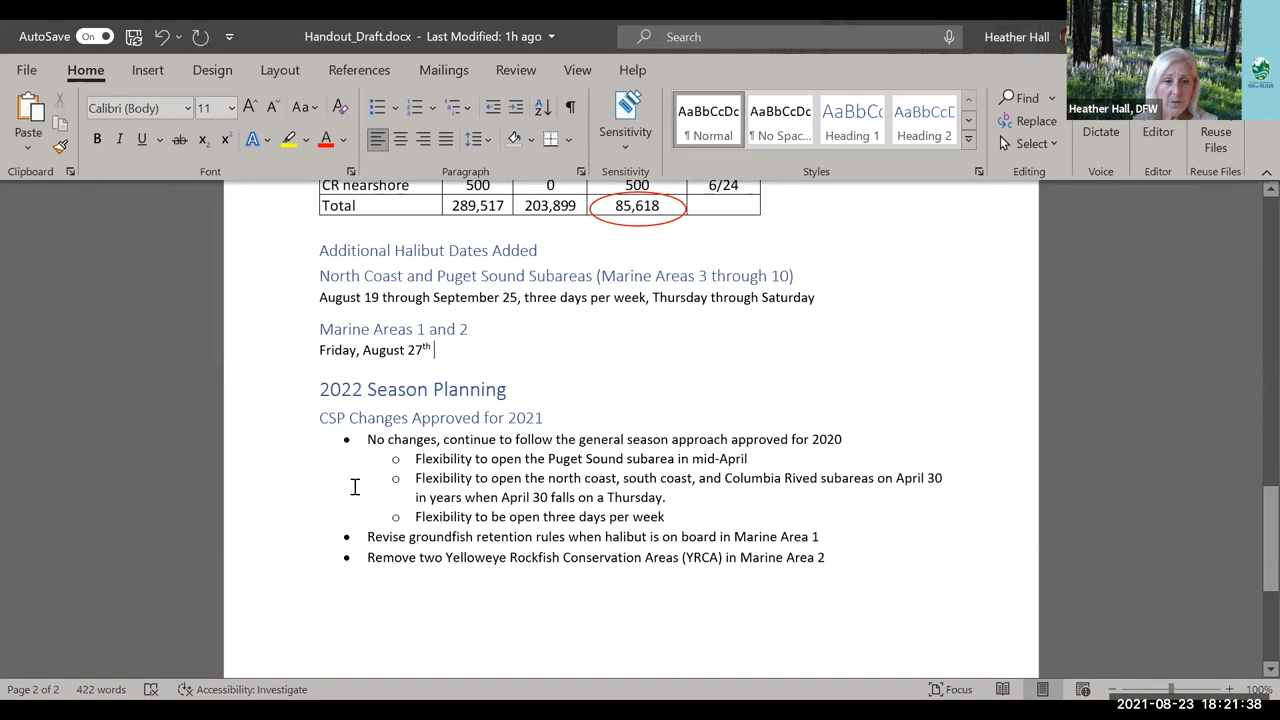 AutoSave On Handout_Draft.docx - Last Modified: 1h ago Search Heather Hall
File Home Insert Design Layout References Mailings Review View Help
Heather Hall, DFW
Paste Calibri (Body) 11 Aa AaBbCcDc AaBbCcDc AaBbCc AaBbCcD Find
B I U ab x₂ x² A A ¶ Normal ¶ No Spac... Heading 1 Heading 2 Replace
Sensitivity Select Dictate Editor Reuse Files
Clipboard Font Paragraph Sensitivity Styles Editing Voice Editor Reuse Files
CR nearshore 500 0 500 6/24
Total 289,517 203,899 85,618
Additional Halibut Dates Added
North Coast and Puget Sound Subareas (Marine Areas 3 through 10)
August 19 through September 25, three days per week, Thursday through Saturday
Marine Areas 1 and 2
Friday, August 27th
2022 Season Planning
CSP Changes Approved for 2021
• No changes, continue to follow the general season approach approved for 2020
o Flexibility to open the Puget Sound subarea in mid-April
o Flexibility to open the north coast, south coast, and Columbia Rived subareas on April 30
in years when April 30 falls on a Thursday.
o Flexibility to be open three days per week
• Revise groundfish retention rules when halibut is on board in Marine Area 1
• Remove two Yelloweye Rockfish Conservation Areas (YRCA) in Marine Area 2
Page 2 of 2 422 words Accessibility: Investigate Focus 100%
2021-08-23 18:21:38